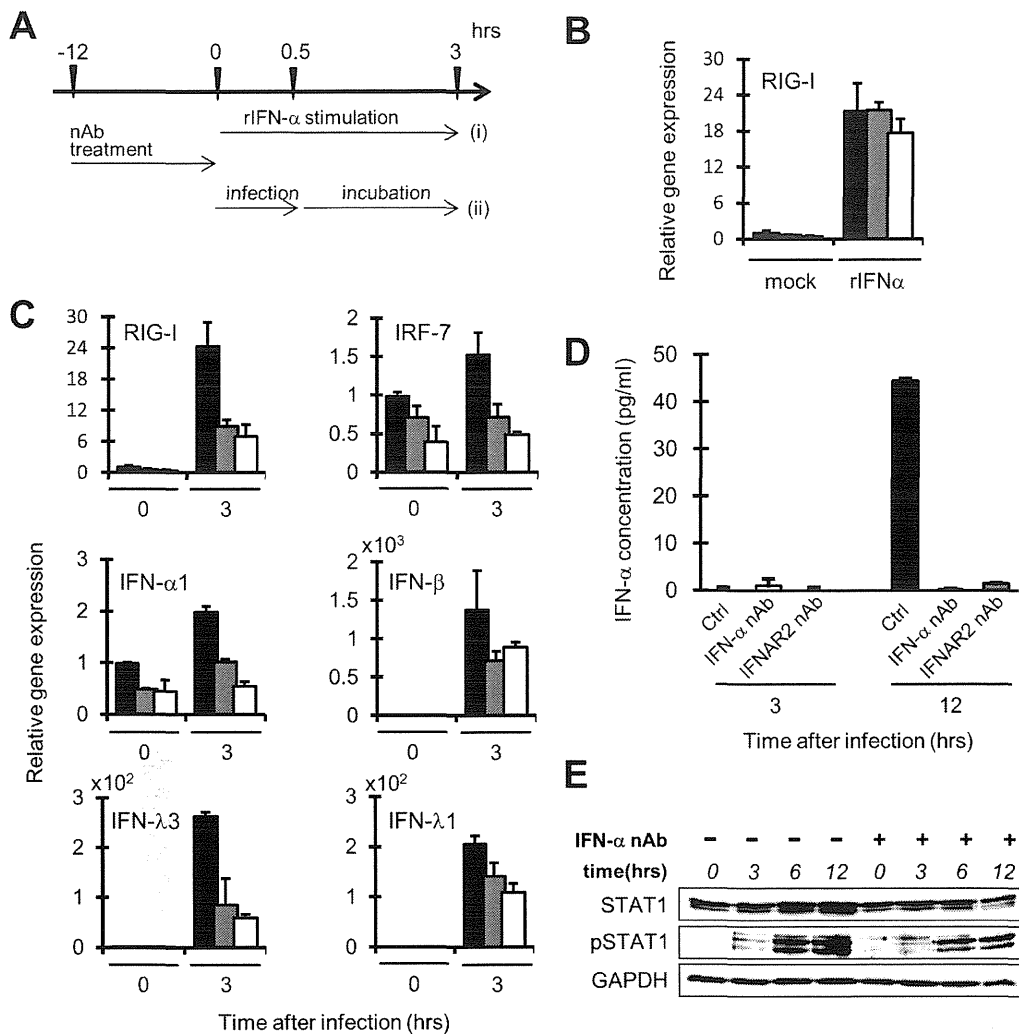 A
hrs
-12 0 0.5 3
nAb
treatment
rIFN-α stimulation
(i)
infection
incubation
(ii)
B
Relative gene expression
30
24
18
12
6
0
RIG-I
mock rIFNα
C
Relative gene expression
30
24
18
12
6
0
RIG-I
0 3
2
1.5
1
0.5
0
IRF-7
0 3
3
2
1
0
IFN-α1
0 3
×10³
2
1.5
1
0.5
0
IFN-β
0 3
×10²
3
2
1
0
IFN-λ3
0 3
×10²
3
2
1
0
IFN-λ1
0 3
Time after infection (hrs)
D
IFN-α concentration (pg/ml)
50
40
30
20
10
0
Ctrl
IFN-α nAb
IFNAR2 nAb
Ctrl
IFN-α nAb
IFNAR2 nAb
3 12
Time after infection (hrs)
E
IFN-α nAb − − − − + + + +
time(hrs) 0 3 6 12 0 3 6 12
STAT1
pSTAT1
GAPDH